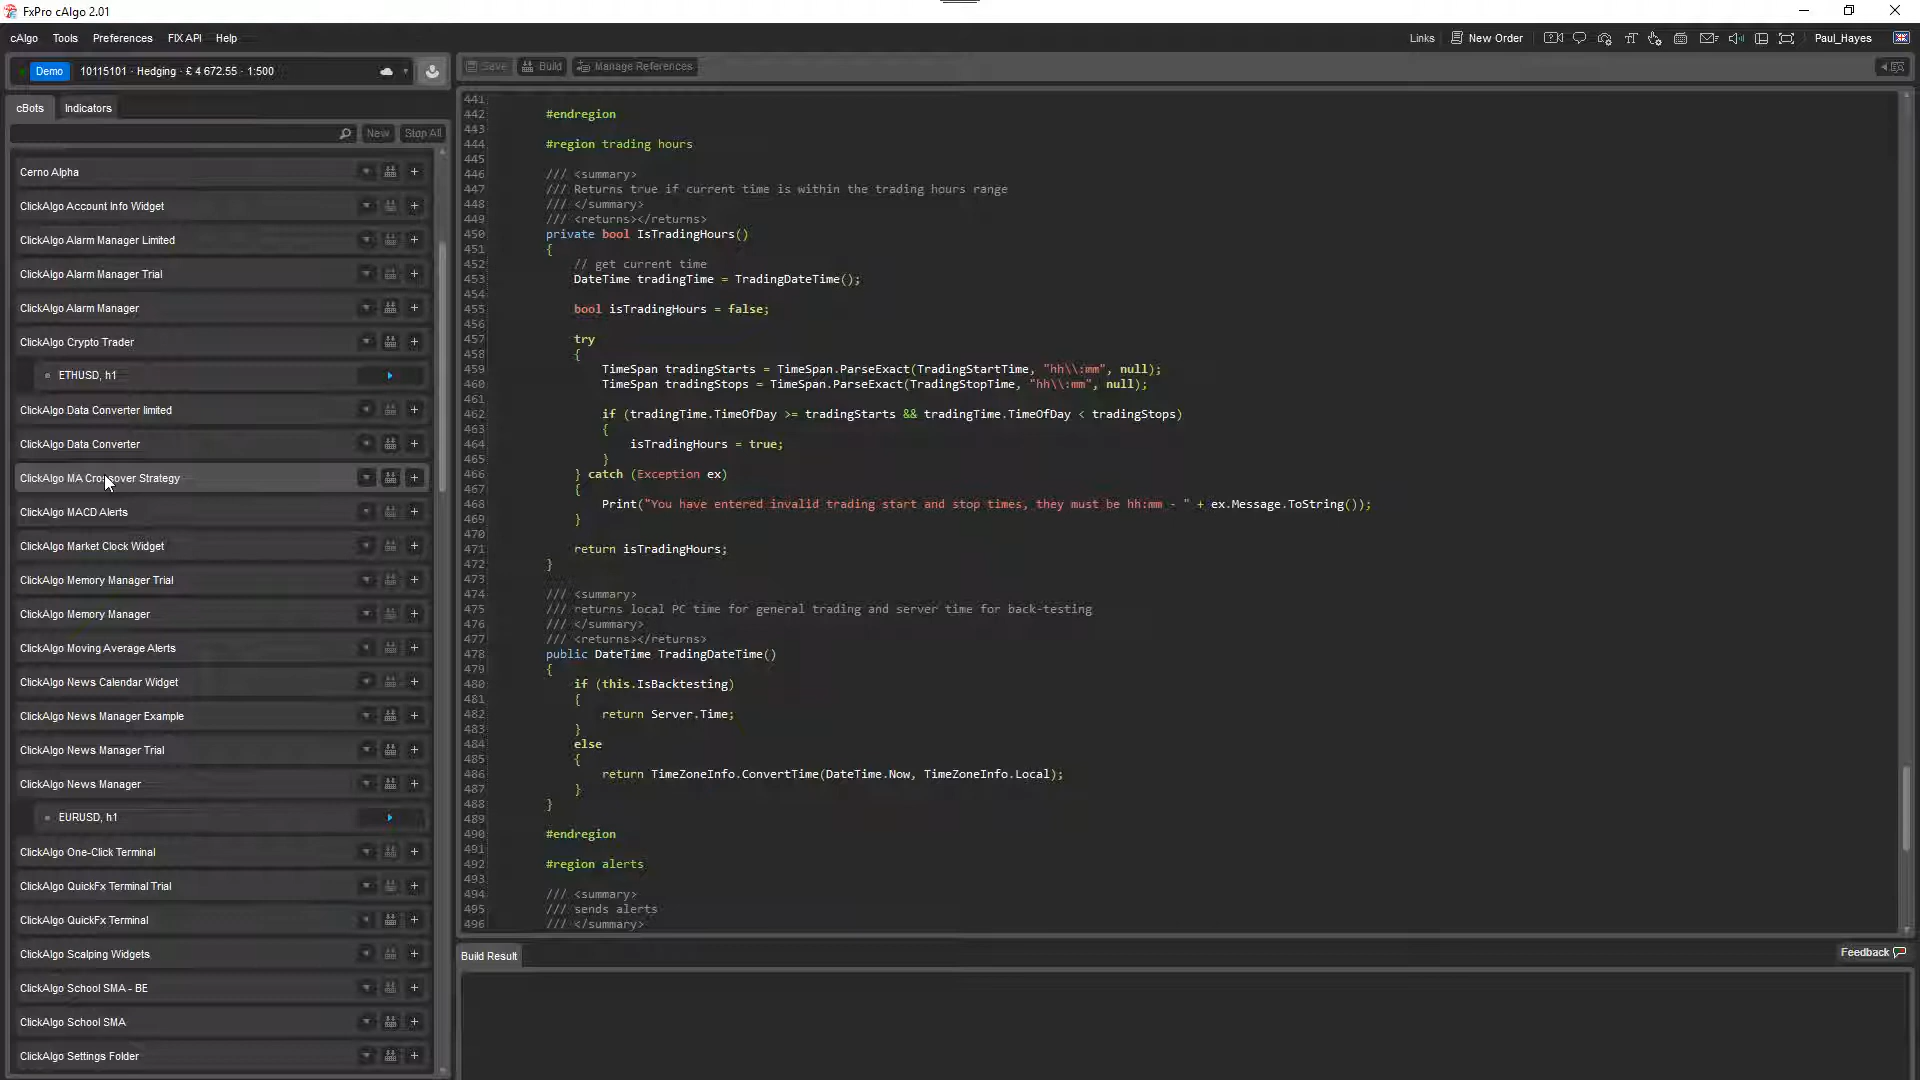 FxPro cAlgo 2.01
cAlgo Tools Preferences FIX API Help
Links New Order Paul_Hayes
Demo 10115101 · Hedging · £ 4 672.55 · 1:500
Save Build Manage References
cBots Indicators
New Stop All
Cerno Alpha
ClickAlgo Account Info Widget
ClickAlgo Alarm Manager Limited
ClickAlgo Alarm Manager Trial
ClickAlgo Alarm Manager
ClickAlgo Crypto Trader
ETHUSD, h1
ClickAlgo Data Converter limited
ClickAlgo Data Converter
ClickAlgo MA Crossover Strategy
ClickAlgo MACD Alerts
ClickAlgo Market Clock Widget
ClickAlgo Memory Manager Trial
ClickAlgo Memory Manager
ClickAlgo Moving Average Alerts
ClickAlgo News Calendar Widget
ClickAlgo News Manager Example
ClickAlgo News Manager Trial
ClickAlgo News Manager
EURUSD, h1
ClickAlgo One-Click Terminal
ClickAlgo QuickFx Terminal Trial
ClickAlgo QuickFx Terminal
ClickAlgo Scalping Widgets
ClickAlgo School SMA - BE
ClickAlgo School SMA
ClickAlgo Settings Folder
441
442 #endregion
443
444 #region trading hours
445
446 /// <summary>
447 /// Returns true if current time is within the trading hours range
448 /// </summary>
449 /// <returns></returns>
450 private bool IsTradingHours()
451 {
452 // get current time
453 DateTime tradingTime = TradingDateTime();
454
455 bool isTradingHours = false;
456
457 try
458 {
459 TimeSpan tradingStarts = TimeSpan.ParseExact(TradingStartTime, "hh\\:mm", null);
460 TimeSpan tradingStops = TimeSpan.ParseExact(TradingStopTime, "hh\\:mm", null);
461
462 if (tradingTime.TimeOfDay >= tradingStarts && tradingTime.TimeOfDay < tradingStops)
463 {
464 isTradingHours = true;
465 }
466 } catch (Exception ex)
467 {
468 Print("You have entered invalid trading start and stop times, they must be hh:mm - " + ex.Message.ToString());
469 }
470
471 return isTradingHours;
472 }
473
474 /// <summary>
475 /// returns local PC time for general trading and server time for back-testing
476 /// </summary>
477 /// <returns></returns>
478 public DateTime TradingDateTime()
479 {
480 if (this.IsBacktesting)
481 {
482 return Server.Time;
483 }
484 else
485 {
486 return TimeZoneInfo.ConvertTime(DateTime.Now, TimeZoneInfo.Local);
487 }
488 }
489
490 #endregion
491
492 #region alerts
493
494 /// <summary>
495 /// sends alerts
496 /// </summary>
Build Result
Feedback